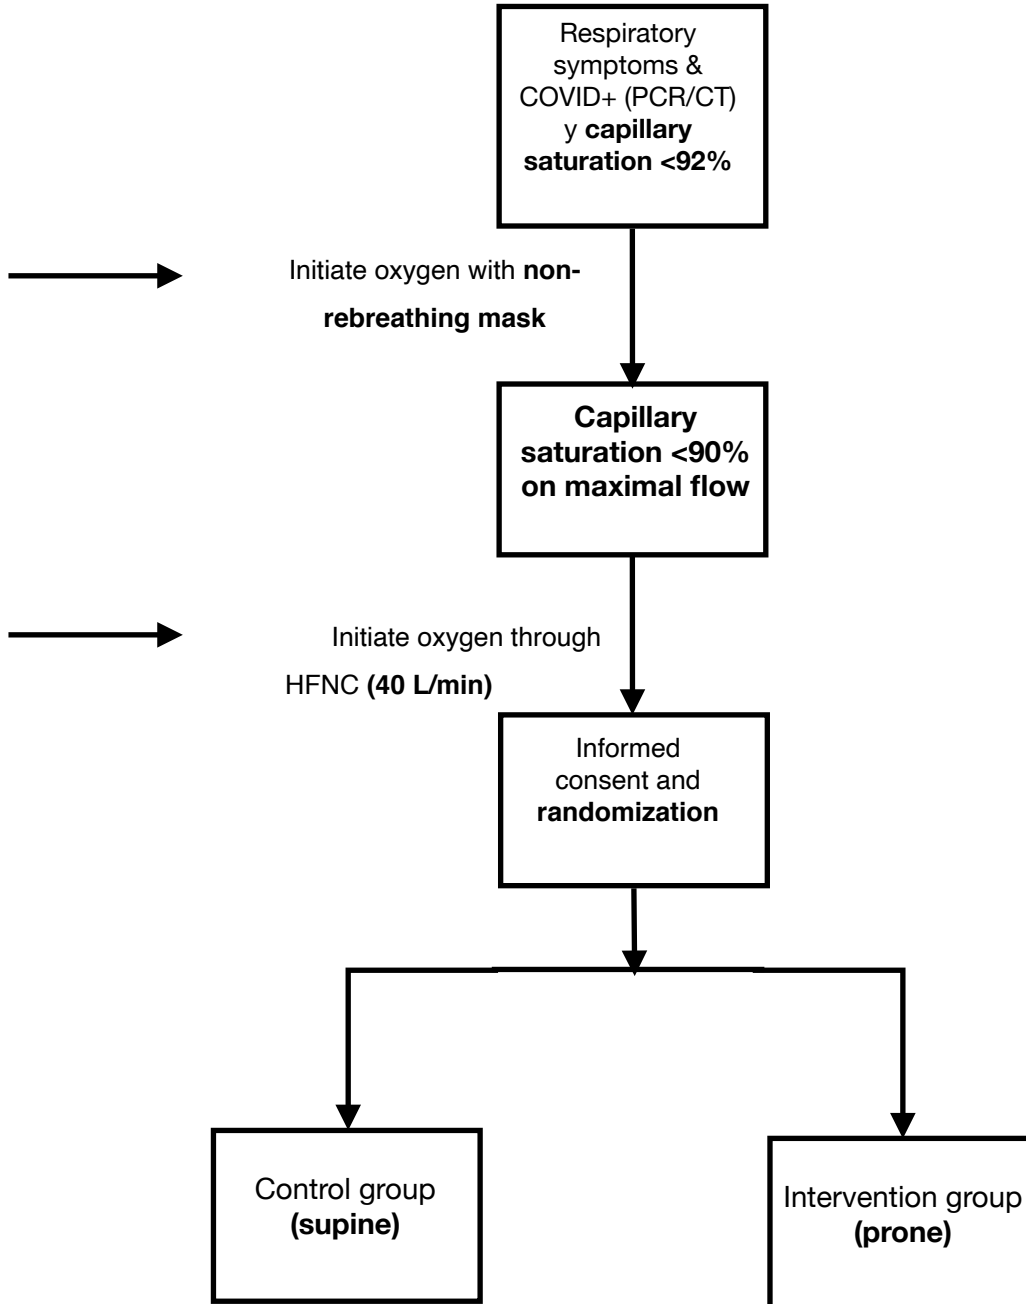 Respiratory
symptoms &
COVID+ (PCR/CT)
y capillary
saturation <92%
Initiate oxygen with non-
rebreathing mask
Capillary
saturation <90%
on maximal flow
Initiate oxygen through
HFNC (40 L/min)
Informed
consent and
randomization
Control group
(supine)
Intervention group
(prone)